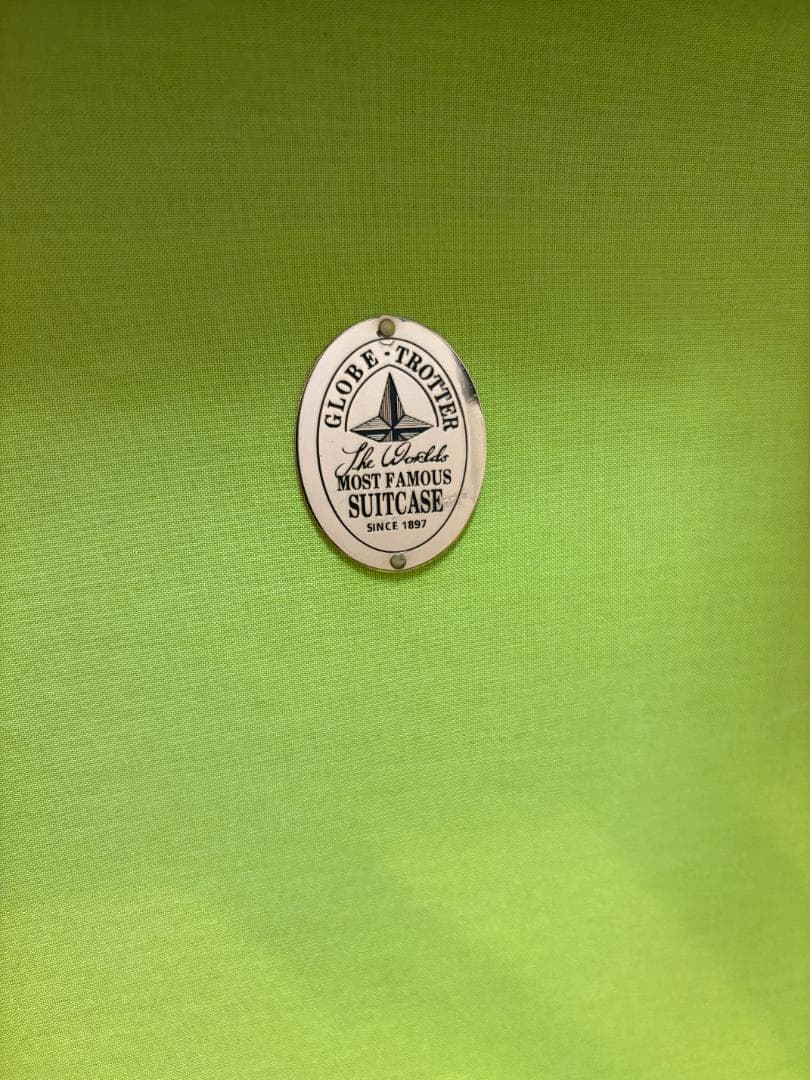 GLOBE-TROTTER
The Worlds
MOST FAMOUS
SUITCASE
SINCE 1897